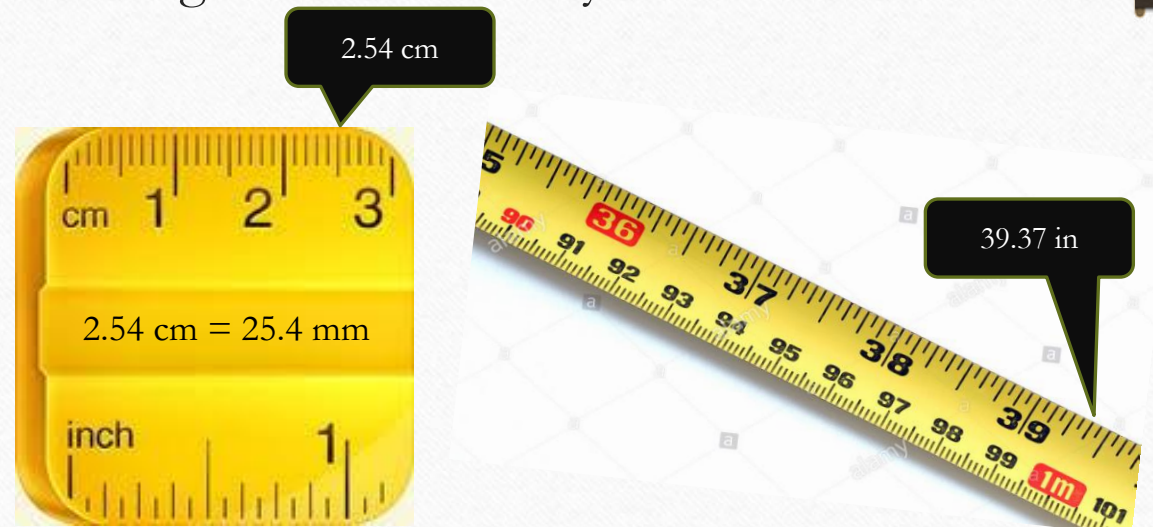 2.54 cm
cm 1 2 3
2.54 cm = 25.4 mm
inch 1
5 36 37 38 39
90 91 92 93 94 95 96 97 98 99 1m 101
39.37 in
a
alamy